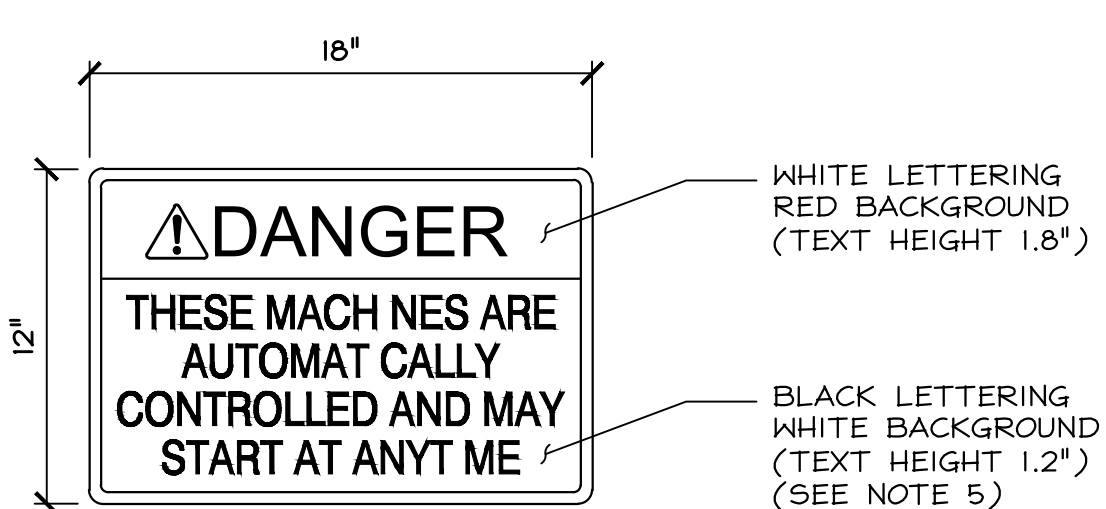 18"
12"
⚠DANGER
THESE MACH NES ARE
AUTOMAT CALLY
CONTROLLED AND MAY
START AT ANYT ME
WHITE LETTERING
RED BACKGROUND
(TEXT HEIGHT 1.8")
BLACK LETTERING
WHITE BACKGROUND
(TEXT HEIGHT 1.2")
(SEE NOTE 5)